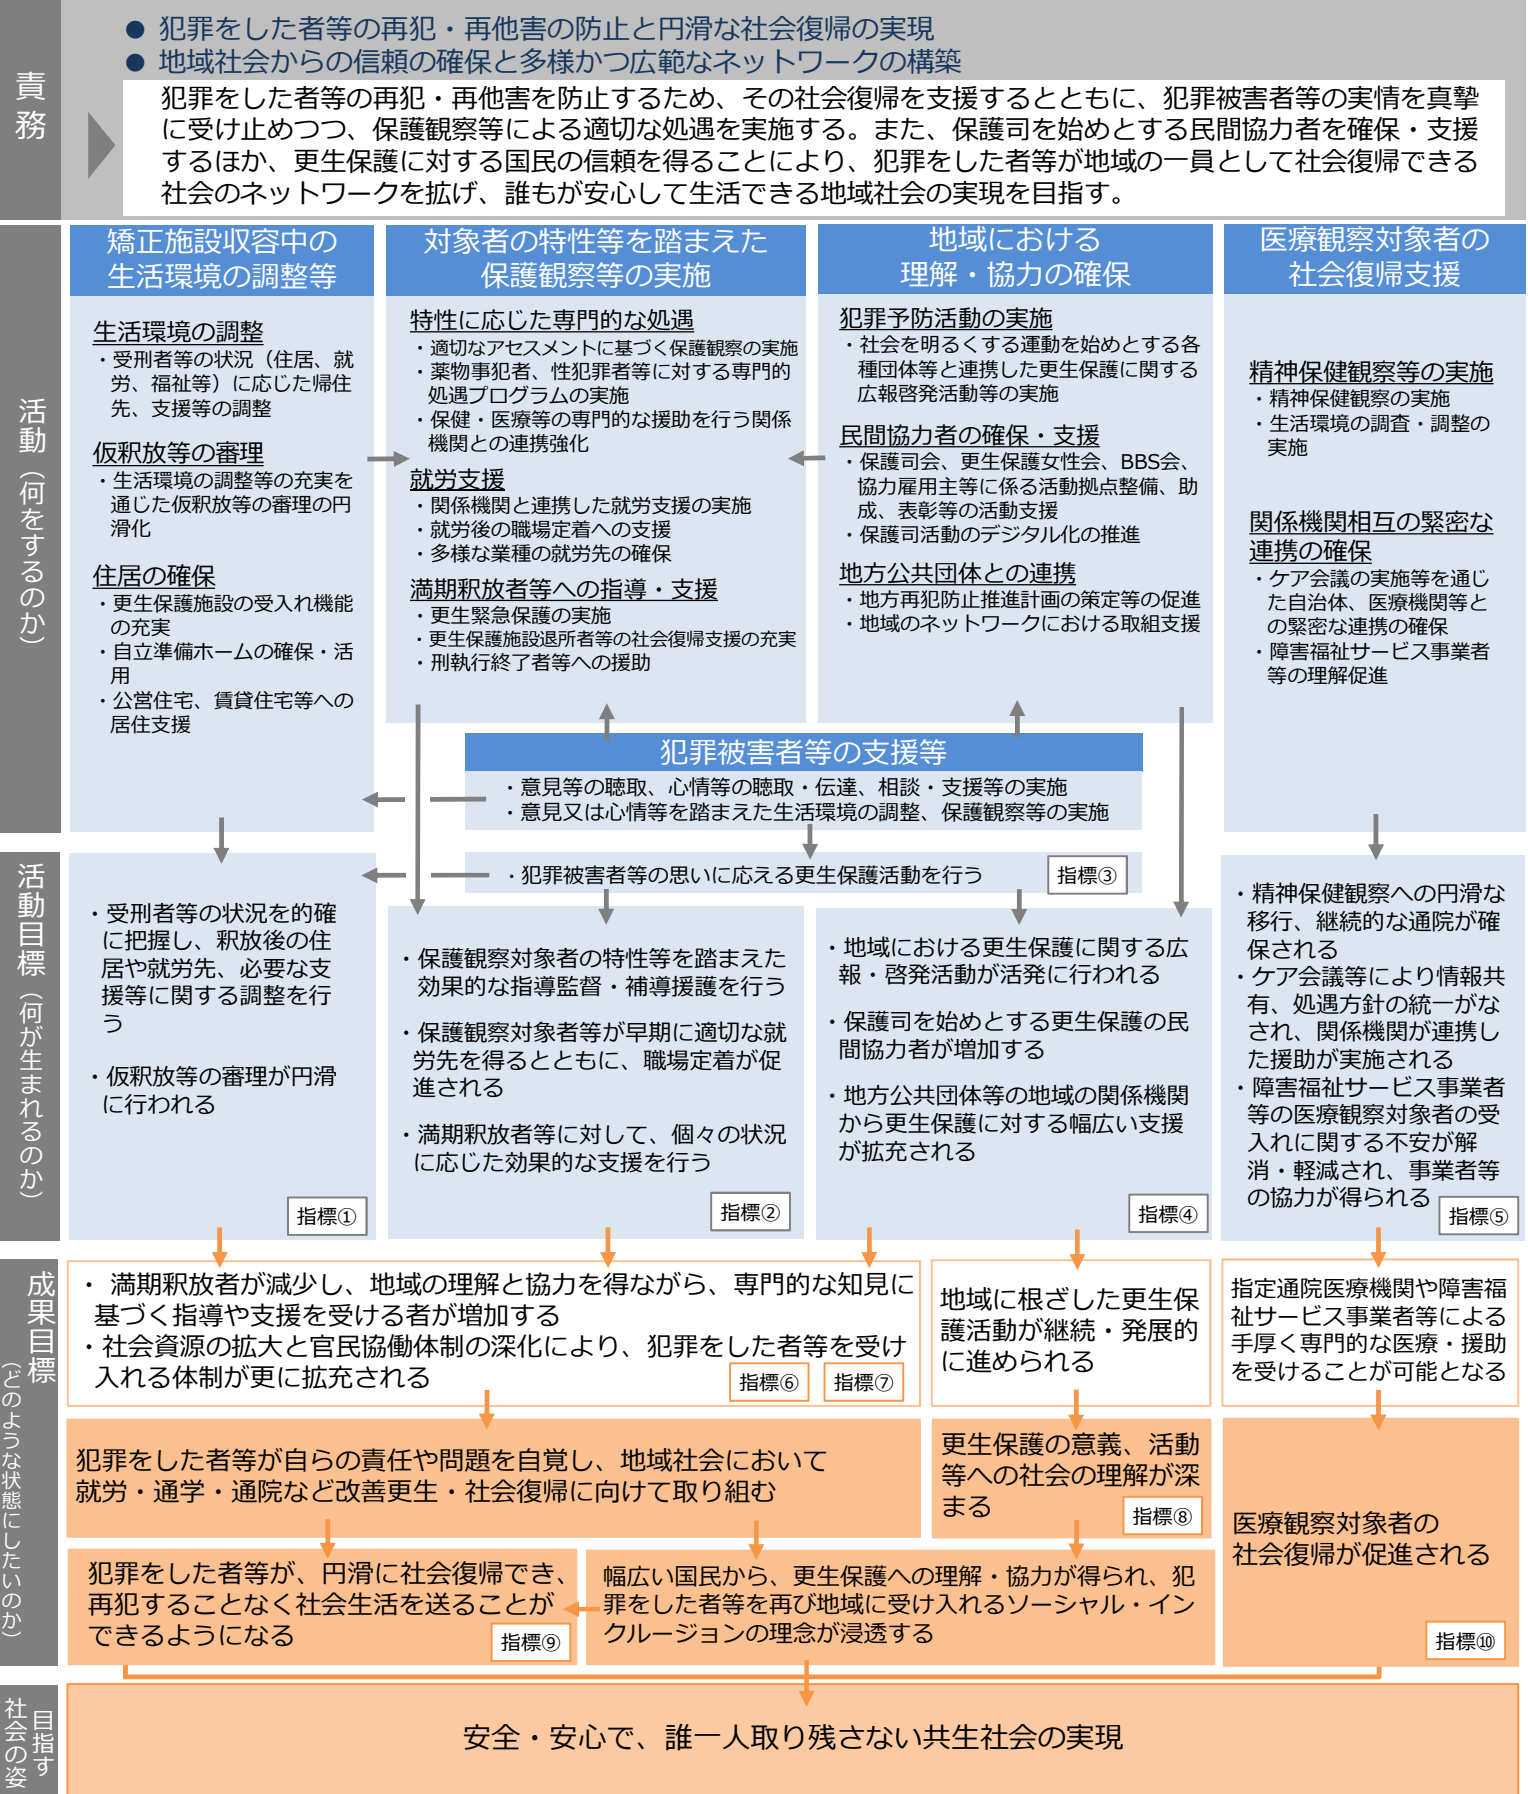 責務
● 犯罪をした者等の再犯・再他害の防止と円滑な社会復帰の実現
● 地域社会からの信頼の確保と多様かつ広範なネットワークの構築
犯罪をした者等の再犯・再他害を防止するため、その社会復帰を支援するとともに、犯罪被害者等の実情を真摯
に受け止めつつ、保護観察等による適切な処遇を実施する。また、保護司を始めとする民間協力者を確保・支援
するほか、更生保護に対する国民の信頼を得ることにより、犯罪をした者等が地域の一員として社会復帰できる
社会のネットワークを拡げ、誰もが安心して生活できる地域社会の実現を目指す。
活動（何をするのか）
矯正施設収容中の
生活環境の調整等
生活環境の調整
・受刑者等の状況（住居、就
労、福祉等）に応じた帰住
先、支援等の調整
仮釈放等の審理
・生活環境の調整等の充実を
通じた仮釈放等の審理の円
滑化
住居の確保
・更生保護施設の受入れ機能
の充実
・自立準備ホームの確保・活
用
・公営住宅、賃貸住宅等への
居住支援
対象者の特性等を踏まえた
保護観察等の実施
特性に応じた専門的な処遇
・適切なアセスメントに基づく保護観察の実施
・薬物事犯者、性犯罪者等に対する専門的
処遇プログラムの実施
・保健・医療等の専門的な援助を行う関係
機関との連携強化
就労支援
・関係機関と連携した就労支援の実施
・就労後の職場定着への支援
・多様な業種の就労先の確保
満期釈放者等への指導・支援
・更生緊急保護の実施
・更生保護施設退所者等の社会復帰支援の充実
・刑執行終了者等への援助
地域における
理解・協力の確保
犯罪予防活動の実施
・社会を明るくする運動を始めとする各
種団体等と連携した更生保護に関する
広報啓発活動等の実施
民間協力者の確保・支援
・保護司会、更生保護女性会、BBS会、
協力雇用主等に係る活動拠点整備、助
成、表彰等の活動支援
・保護司活動のデジタル化の推進
地方公共団体との連携
・地方再犯防止推進計画の策定等の促進
・地域のネットワークにおける取組支援
医療観察対象者の
社会復帰支援
精神保健観察等の実施
・精神保健観察の実施
・生活環境の調査・調整の
実施
関係機関相互の緊密な
連携の確保
・ケア会議の実施等を通じ
た自治体、医療機関等と
の緊密な連携の確保
・障害福祉サービス事業者
等の理解促進
犯罪被害者等の支援等
・意見等の聴取、心情等の聴取・伝達、相談・支援等の実施
・意見又は心情等を踏まえた生活環境の調整、保護観察等の実施
活動目標（何が生まれるのか）
・犯罪被害者等の思いに応える更生保護活動を行う
指標③
・受刑者等の状況を的確
に把握し、釈放後の住
居や就労先、必要な支
援等に関する調整を行
う
・仮釈放等の審理が円滑
に行われる
指標①
・保護観察対象者の特性等を踏まえた
効果的な指導監督・補導援護を行う
・保護観察対象者等が早期に適切な就
労先を得るとともに、職場定着が促
進される
・満期釈放者等に対して、個々の状況
に応じた効果的な支援を行う
指標②
・地域における更生保護に関する広
報・啓発活動が活発に行われる
・保護司を始めとする更生保護の民
間協力者が増加する
・地方公共団体等の地域の関係機関
から更生保護に対する幅広い支援
が拡充される
指標④
・精神保健観察への円滑な
移行、継続的な通院が確
保される
・ケア会議等により情報共
有、処遇方針の統一がな
され、関係機関が連携し
た援助が実施される
・障害福祉サービス事業者
等の医療観察対象者の受
入れに関する不安が解
消・軽減され、事業者等
の協力が得られる
指標⑤
成果目標
（どのような状態にしたいのか）
・ 満期釈放者が減少し、地域の理解と協力を得ながら、専門的な知見に
基づく指導や支援を受ける者が増加する
・社会資源の拡大と官民協働体制の深化により、犯罪をした者等を受け
入れる体制が更に拡充される
指標⑥
指標⑦
地域に根ざした更生保
護活動が継続・発展的
に進められる
指定通院医療機関や障害福
祉サービス事業者等による
手厚く専門的な医療・援助
を受けることが可能となる
犯罪をした者等が自らの責任や問題を自覚し、地域社会において
就労・通学・通院など改善更生・社会復帰に向けて取り組む
更生保護の意義、活動
等への社会の理解が深
まる
指標⑧
医療観察対象者の
社会復帰が促進される
指標⑩
犯罪をした者等が、円滑に社会復帰でき、
再犯することなく社会生活を送ることが
できるようになる
指標⑨
幅広い国民から、更生保護への理解・協力が得られ、犯
罪をした者等を再び地域に受け入れるソーシャル・イン
クルージョンの理念が浸透する
目指す
社会の姿
安全・安心で、誰一人取り残さない共生社会の実現